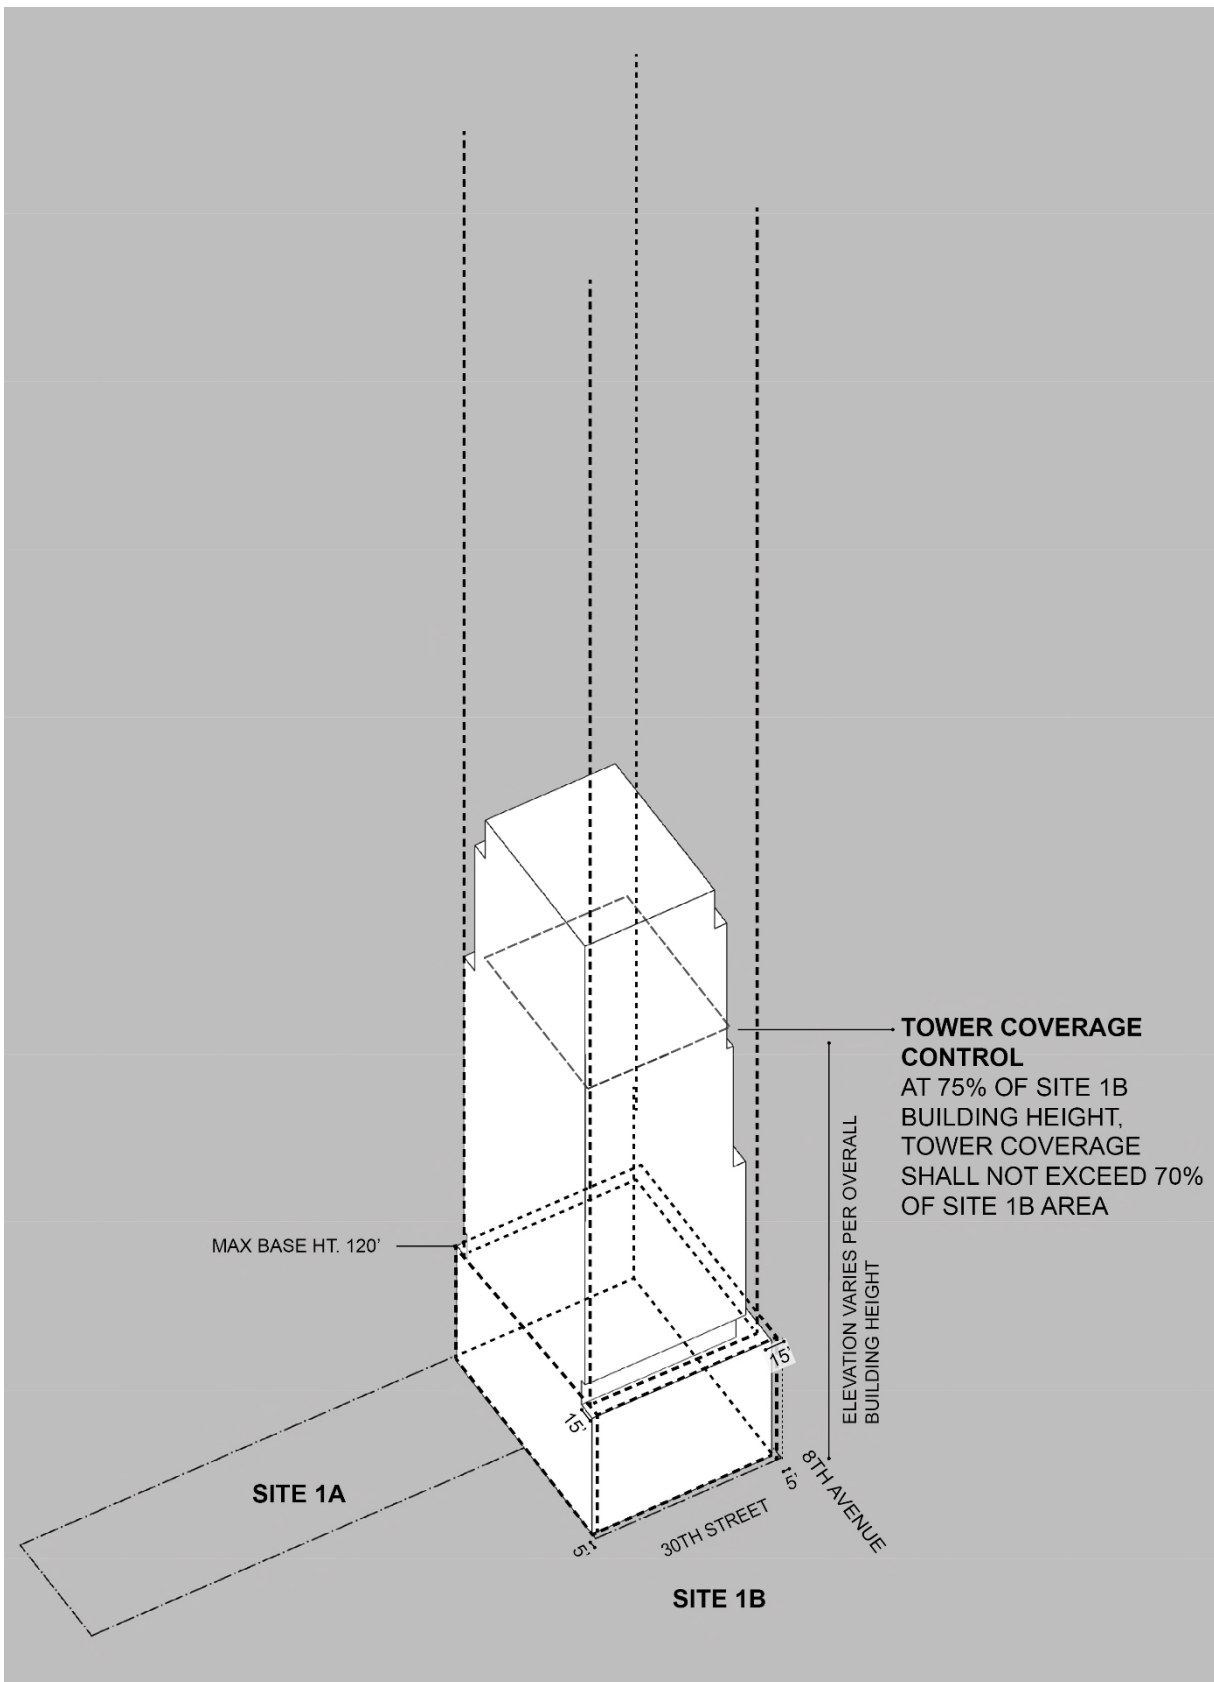 TOWER COVERAGE
CONTROL
AT 75% OF SITE 1B
BUILDING HEIGHT,
TOWER COVERAGE
SHALL NOT EXCEED 70%
OF SITE 1B AREA
ELEVATION VARIES PER OVERALL
BUILDING HEIGHT
MAX BASE HT. 120'
15'
15'
SITE 1A
8TH AVENUE
5'
30TH STREET
5'
SITE 1B